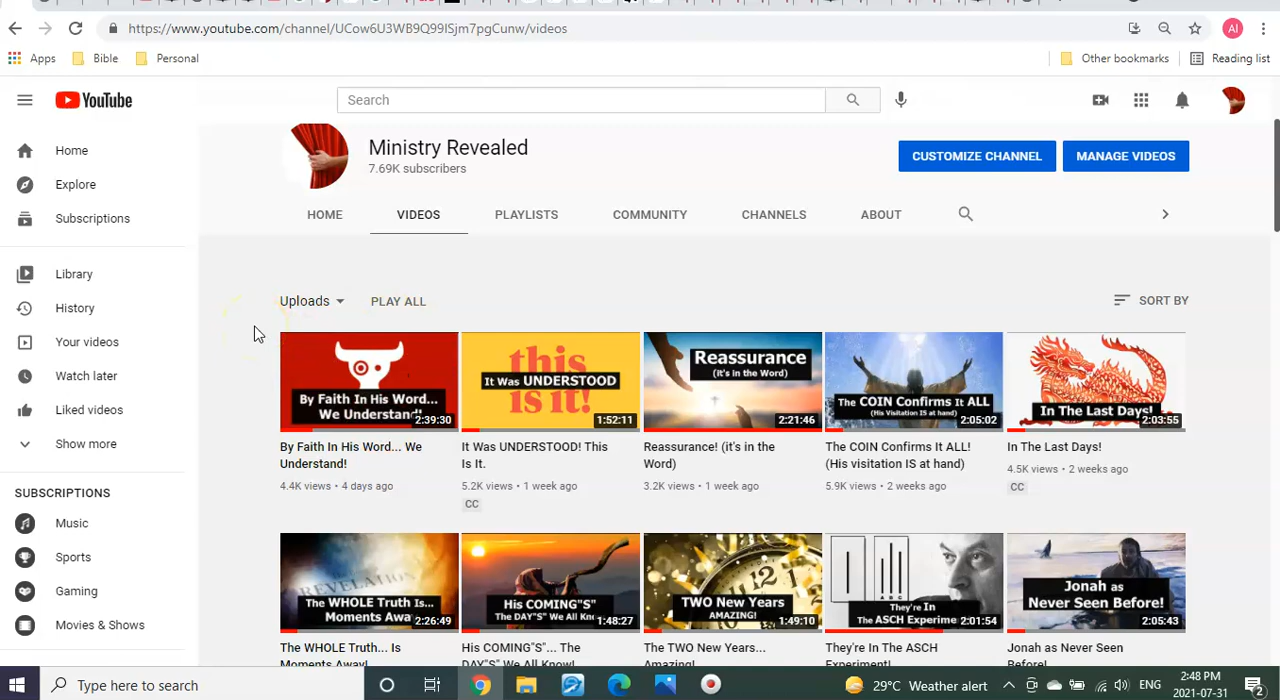 https://www.youtube.com/channel/UCow6U3WB9Q99ISjm7pgCunw/videos
AI
Apps
Bible
Personal
Other bookmarks
Reading list
YouTube
Search
Home
Explore
Subscriptions
Library
History
Your videos
Watch later
Liked videos
Show more
SUBSCRIPTIONS
Music
Sports
Gaming
Movies & Shows
Ministry Revealed
7.69K subscribers
CUSTOMIZE CHANNEL
MANAGE VIDEOS
HOME
VIDEOS
PLAYLISTS
COMMUNITY
CHANNELS
ABOUT
Uploads
PLAY ALL
SORT BY
By Faith In His Word...
We Understand!
2:39:30
By Faith In His Word... We
Understand!
4.4K views • 4 days ago
this
It Was UNDERSTOOD
is it!
1:52:11
It Was UNDERSTOOD! This
Is It.
5.2K views • 1 week ago
CC
Reassurance
(it's in the Word)
2:21:46
Reassurance! (it's in the
Word)
3.2K views • 1 week ago
The COIN Confirms It ALL
(His Visitation IS at hand)
2:05:02
The COIN Confirms It ALL!
(His visitation IS at hand)
5.9K views • 2 weeks ago
In The Last Days!
2:03:55
In The Last Days!
4.5K views • 2 weeks ago
CC
REVELATION
The WHOLE Truth Is...
Moments Awa
2:26:49
The WHOLE Truth... Is
Moments Away!
His COMING"S"
The DAY"S" We All Kno
1:48:27
His COMING"S"... The
DAY"S" We All Know!
TWO New Years
AMAZING!
1:49:10
The TWO New Years...
Amazing!
A B C
They're In
The ASCH Experime
2:01:54
They're In The ASCH
Experiment!
Jonah as
Never Seen Before!
2:05:43
Jonah as Never Seen
Before!
Type here to search
29°C Weather alert
ENG
2:48 PM
2021-07-31
2